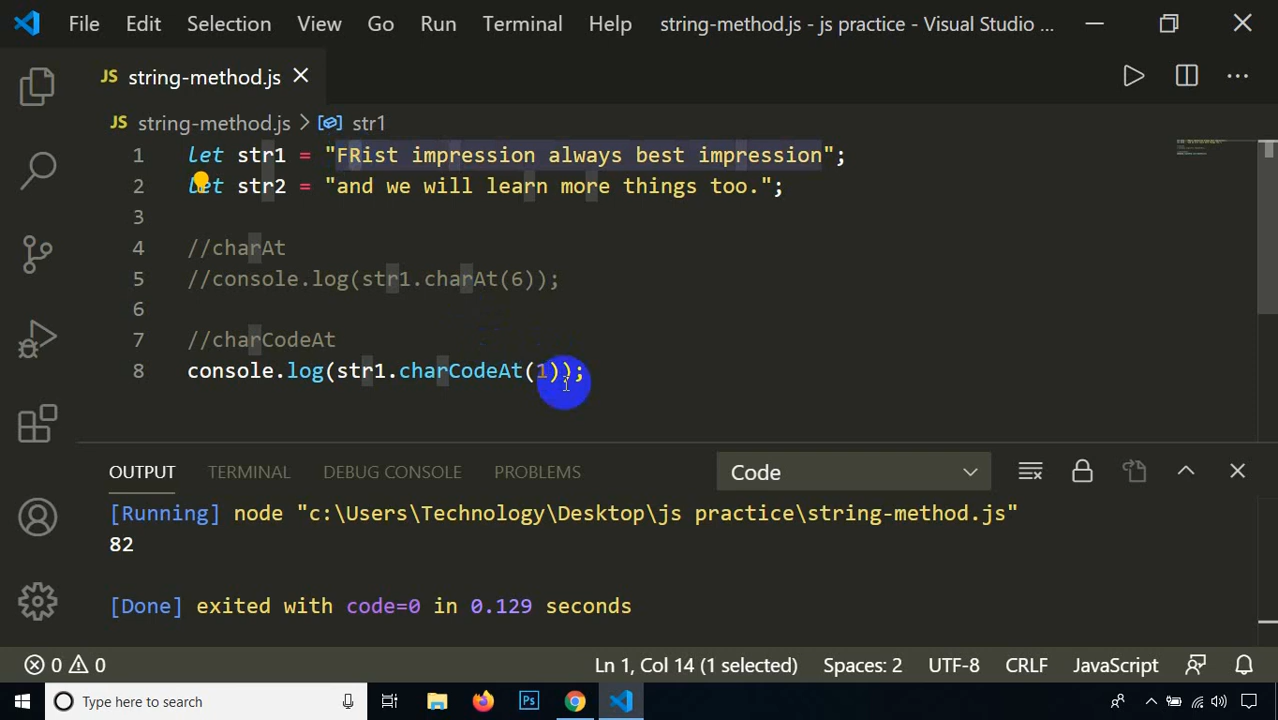 File Edit Selection View Go Run Terminal Help string-method.js - js practice - Visual Studio ...
JS string-method.js
JS string-method.js > str1
1 let str1 = "FRist impression always best impression";
2 let str2 = "and we will learn more things too.";
3
4 //charAt
5 //console.log(str1.charAt(6));
6
7 //charCodeAt
8 console.log(str1.charCodeAt(1));
OUTPUT TERMINAL DEBUG CONSOLE PROBLEMS Code
[Running] node "c:\Users\Technology\Desktop\js practice\string-method.js"
82
[Done] exited with code=0 in 0.129 seconds
0 0 Ln 1, Col 14 (1 selected) Spaces: 2 UTF-8 CRLF JavaScript
Type here to search Ps